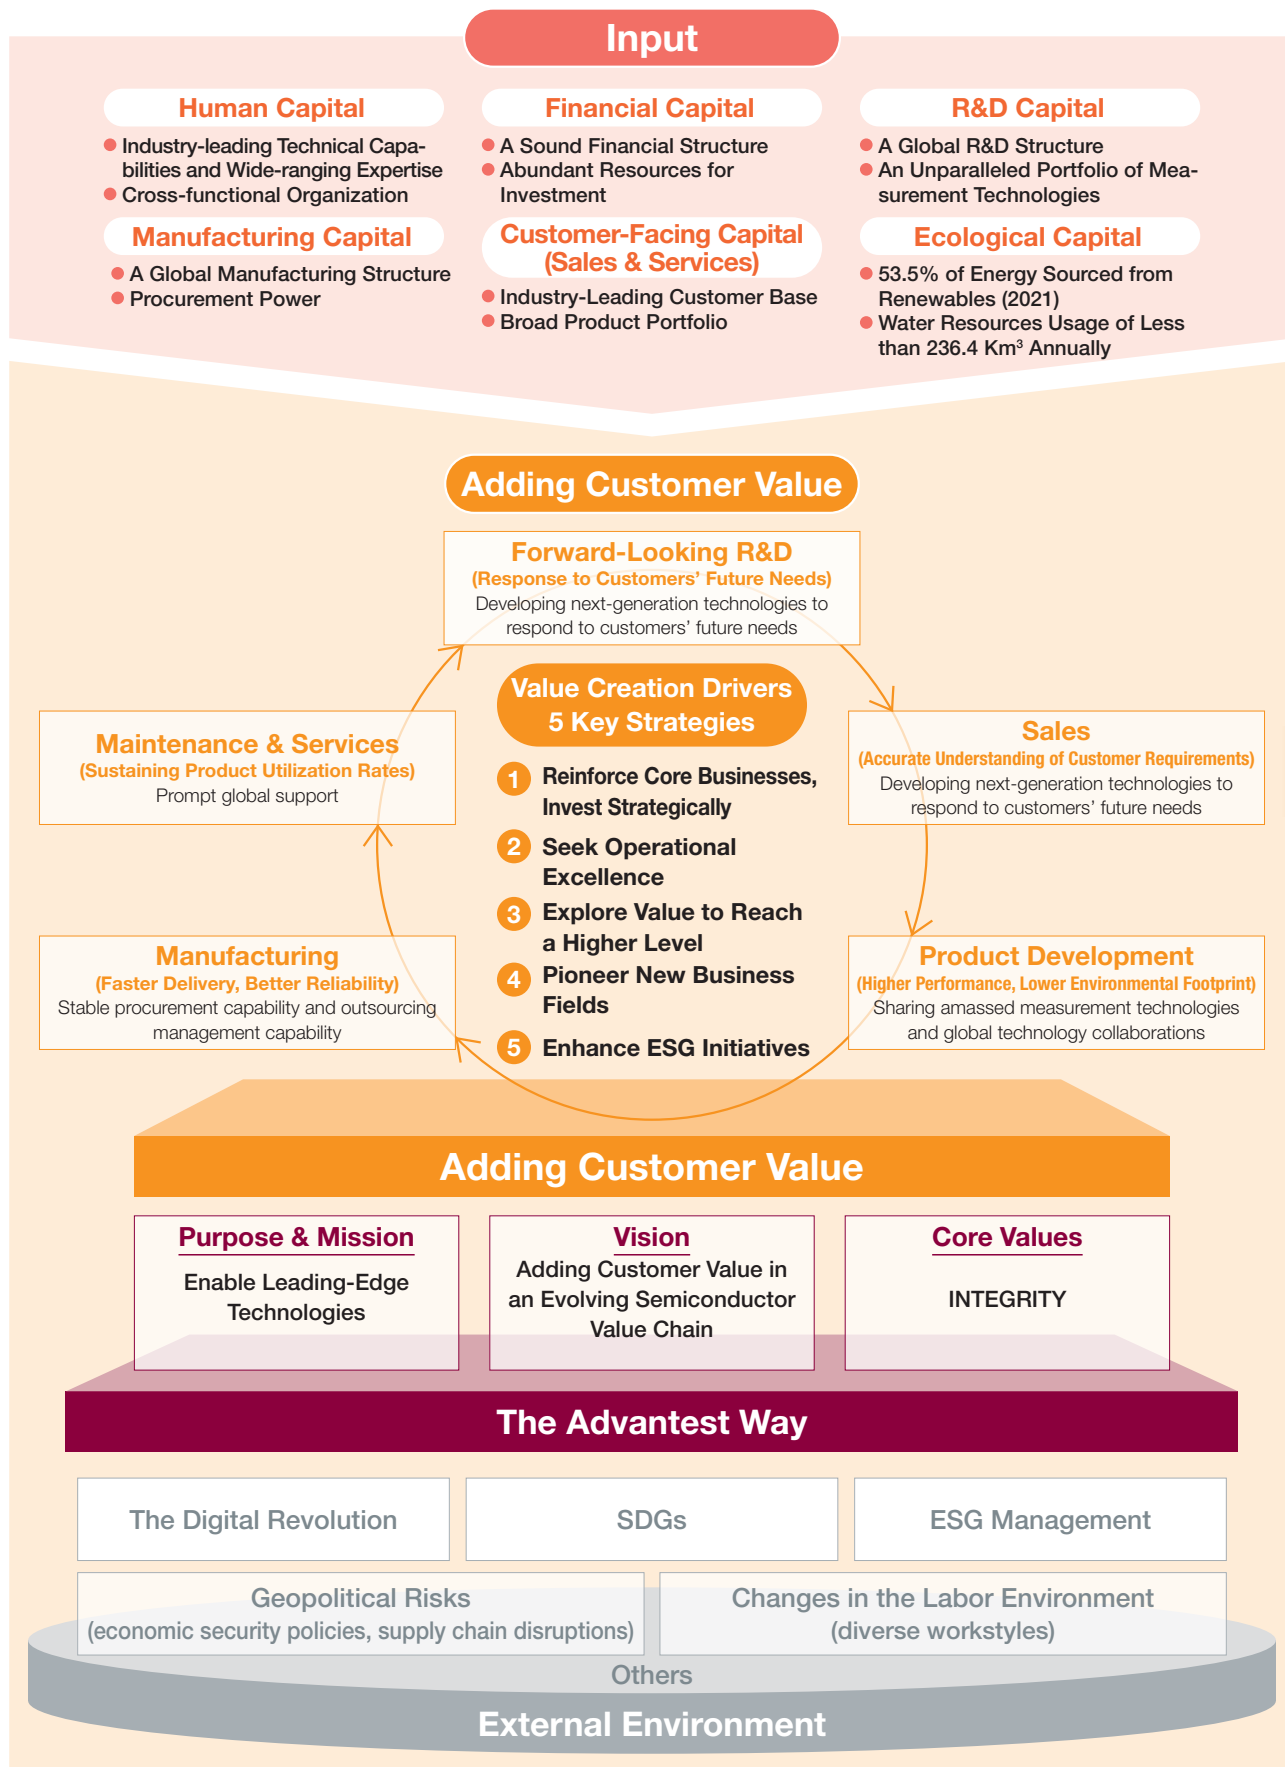 Input
Human Capital
● Industry-leading Technical Capa-
bilities and Wide-ranging Expertise
● Cross-functional Organization
Financial Capital
● A Sound Financial Structure
● Abundant Resources for
Investment
R&D Capital
● A Global R&D Structure
● An Unparalleled Portfolio of Mea-
surement Technologies
Manufacturing Capital
● A Global Manufacturing Structure
● Procurement Power
Customer-Facing Capital
(Sales & Services)
● Industry-Leading Customer Base
● Broad Product Portfolio
Ecological Capital
● 53.5% of Energy Sourced from
Renewables (2021)
● Water Resources Usage of Less
than 236.4 Km³ Annually
Adding Customer Value
Forward-Looking R&D
(Response to Customers’ Future Needs)
Developing next-generation technologies to
respond to customers’ future needs
Sales
(Accurate Understanding of Customer Requirements)
Developing next-generation technologies to
respond to customers’ future needs
Product Development
(Higher Performance, Lower Environmental Footprint)
Sharing amassed measurement technologies
and global technology collaborations
Manufacturing
(Faster Delivery, Better Reliability)
Stable procurement capability and outsourcing
management capability
Maintenance & Services
(Sustaining Product Utilization Rates)
Prompt global support
Value Creation Drivers
5 Key Strategies
1 Reinforce Core Businesses,
Invest Strategically
2 Seek Operational
Excellence
3 Explore Value to Reach
a Higher Level
4 Pioneer New Business
Fields
5 Enhance ESG Initiatives
Adding Customer Value
Purpose & Mission
Enable Leading-Edge
Technologies
Vision
Adding Customer Value in
an Evolving Semiconductor
Value Chain
Core Values
INTEGRITY
The Advantest Way
The Digital Revolution
SDGs
ESG Management
Geopolitical Risks
(economic security policies, supply chain disruptions)
Changes in the Labor Environment
(diverse workstyles)
Others
External Environment